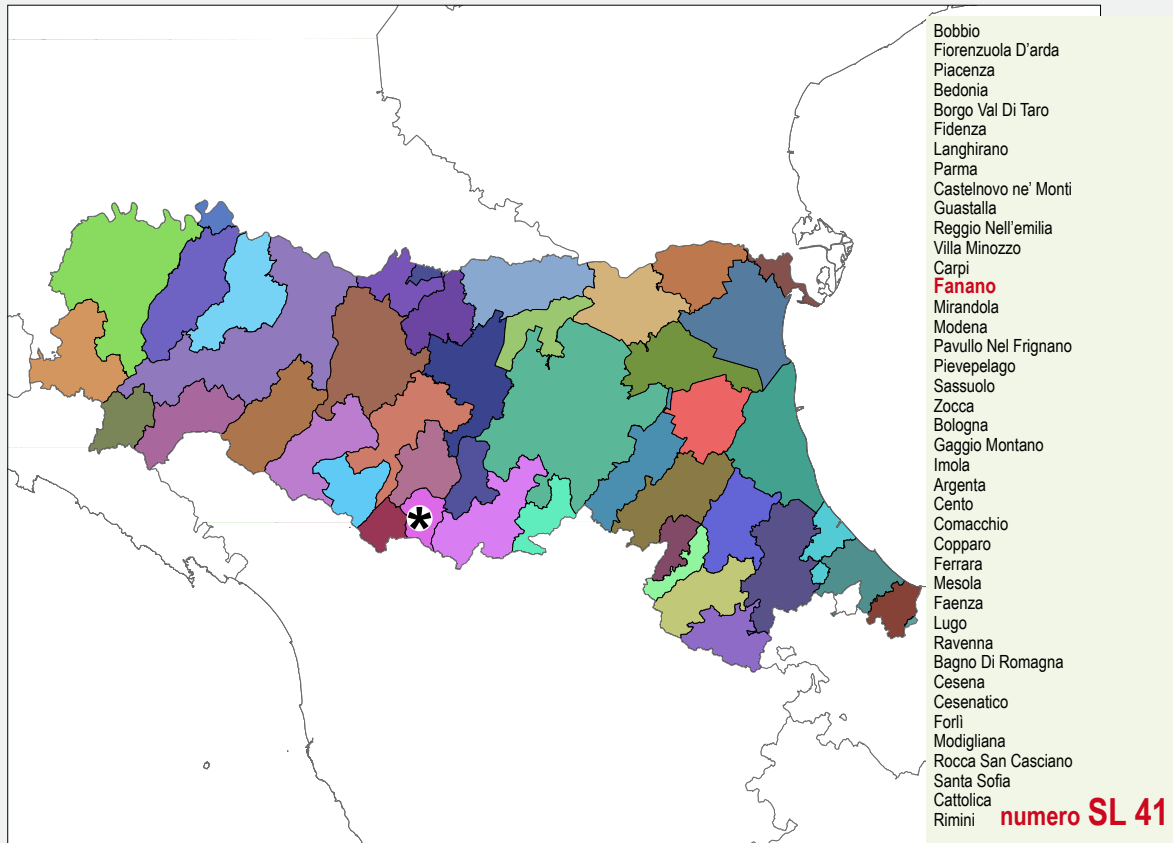 Bobbio
Fiorenzuola D'arda
Piacenza
Bedonia
Borgo Val Di Taro
Fidenza
Langhirano
Parma
Castelnovo ne' Monti
Guastalla
Reggio Nell'emilia
Villa Minozzo
Carpi
Fanano
Mirandola
Modena
Pavullo Nel Frignano
Pievepelago
Sassuolo
Zocca
Bologna
Gaggio Montano
Imola
Argenta
Cento
Comacchio
Copparo
Ferrara
Mesola
Faenza
Lugo
Ravenna
Bagno Di Romagna
Cesena
Cesenatico
Forlì
Modigliana
Rocca San Casciano
Santa Sofia
Cattolica
Rimini
numero SL 41
*